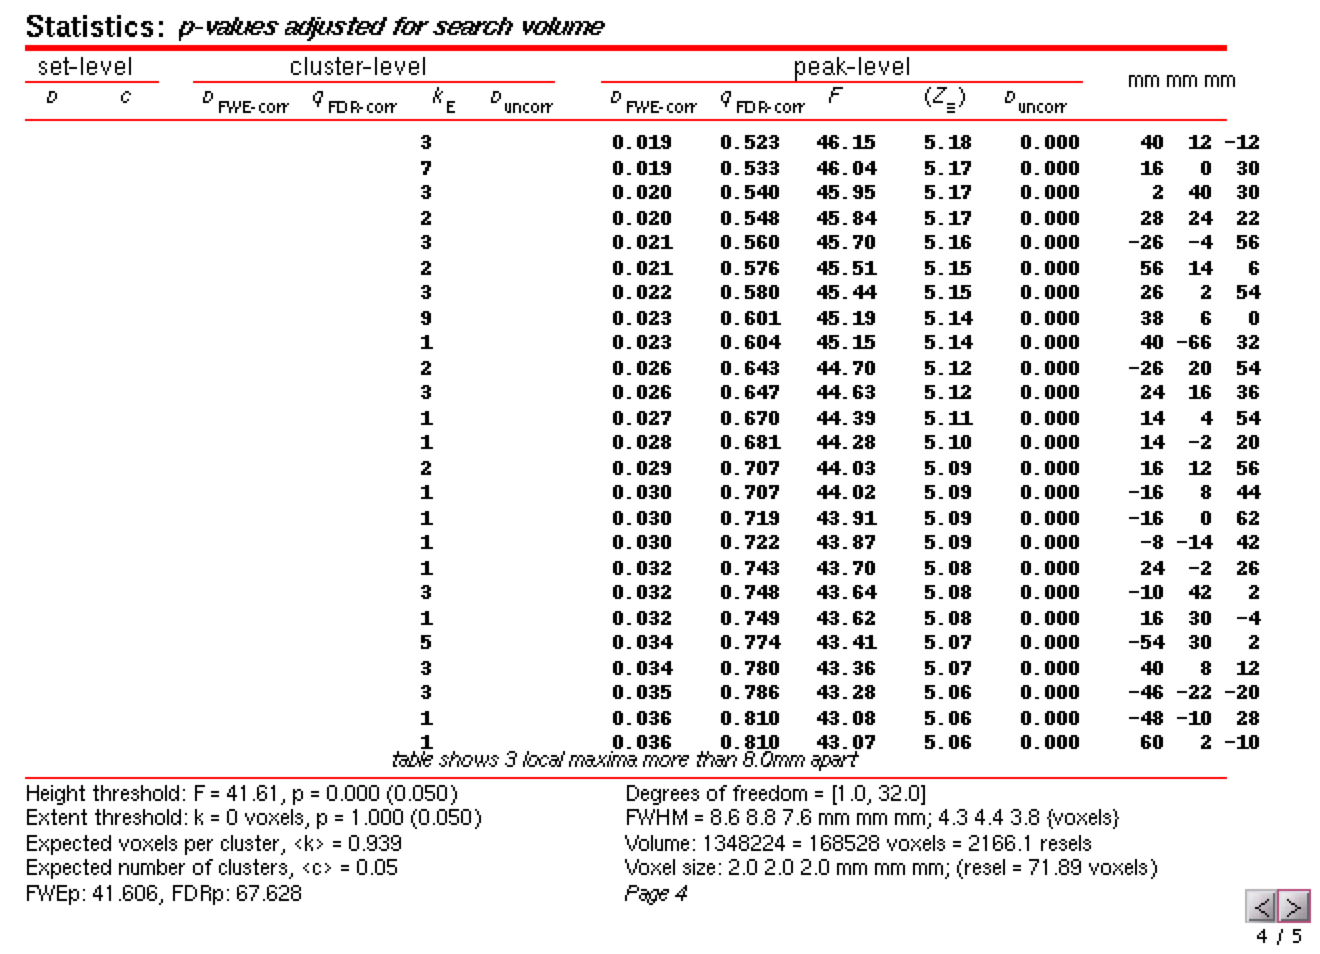 Statistics: p-values adjusted for search volume
set-level cluster-level peak-level mm mm mm
p c p FWE-corr q FDR-corr k E p uncorr p FWE-corr q FDR-corr F (Z≡) p uncorr
3 0.019 0.523 46.15 5.18 0.000 40 12 -12
7 0.019 0.533 46.04 5.17 0.000 16 0 30
3 0.020 0.540 45.95 5.17 0.000 2 40 30
2 0.020 0.548 45.84 5.17 0.000 28 24 22
3 0.021 0.560 45.70 5.16 0.000 -26 -4 56
2 0.021 0.576 45.51 5.15 0.000 56 14 6
3 0.022 0.580 45.44 5.15 0.000 26 2 54
9 0.023 0.601 45.19 5.14 0.000 38 6 0
1 0.023 0.604 45.15 5.14 0.000 40 -66 32
2 0.026 0.643 44.70 5.12 0.000 -26 20 54
3 0.026 0.647 44.63 5.12 0.000 24 16 36
1 0.027 0.670 44.39 5.11 0.000 14 4 54
1 0.028 0.681 44.28 5.10 0.000 14 -2 20
2 0.029 0.707 44.03 5.09 0.000 16 12 56
1 0.030 0.707 44.02 5.09 0.000 -16 8 44
1 0.030 0.719 43.91 5.09 0.000 -16 0 62
1 0.030 0.722 43.87 5.09 0.000 -8 -14 42
1 0.032 0.743 43.70 5.08 0.000 24 -2 26
3 0.032 0.748 43.64 5.08 0.000 -10 42 2
1 0.032 0.749 43.62 5.08 0.000 16 30 -4
5 0.034 0.774 43.41 5.07 0.000 -54 30 2
3 0.034 0.780 43.36 5.07 0.000 40 8 12
3 0.035 0.786 43.28 5.06 0.000 -46 -22 -20
1 0.036 0.810 43.08 5.06 0.000 -48 -10 28
1 0.036 0.810 43.07 5.06 0.000 60 2 -10
table shows 3 local maxima more than 8.0mm apart
Height threshold: F = 41.61, p = 0.000 (0.050) Degrees of freedom = [1.0, 32.0]
Extent threshold: k = 0 voxels, p = 1.000 (0.050) FWHM = 8.6 8.8 7.6 mm mm mm; 4.3 4.4 3.8 {voxels}
Expected voxels per cluster, <k> = 0.939 Volume: 1348224 = 168528 voxels = 2166.1 resels
Expected number of clusters, <c> = 0.05 Voxel size: 2.0 2.0 2.0 mm mm mm; (resel = 71.89 voxels)
FWEp: 41.606, FDRp: 67.628 Page 4
< >
4 / 5